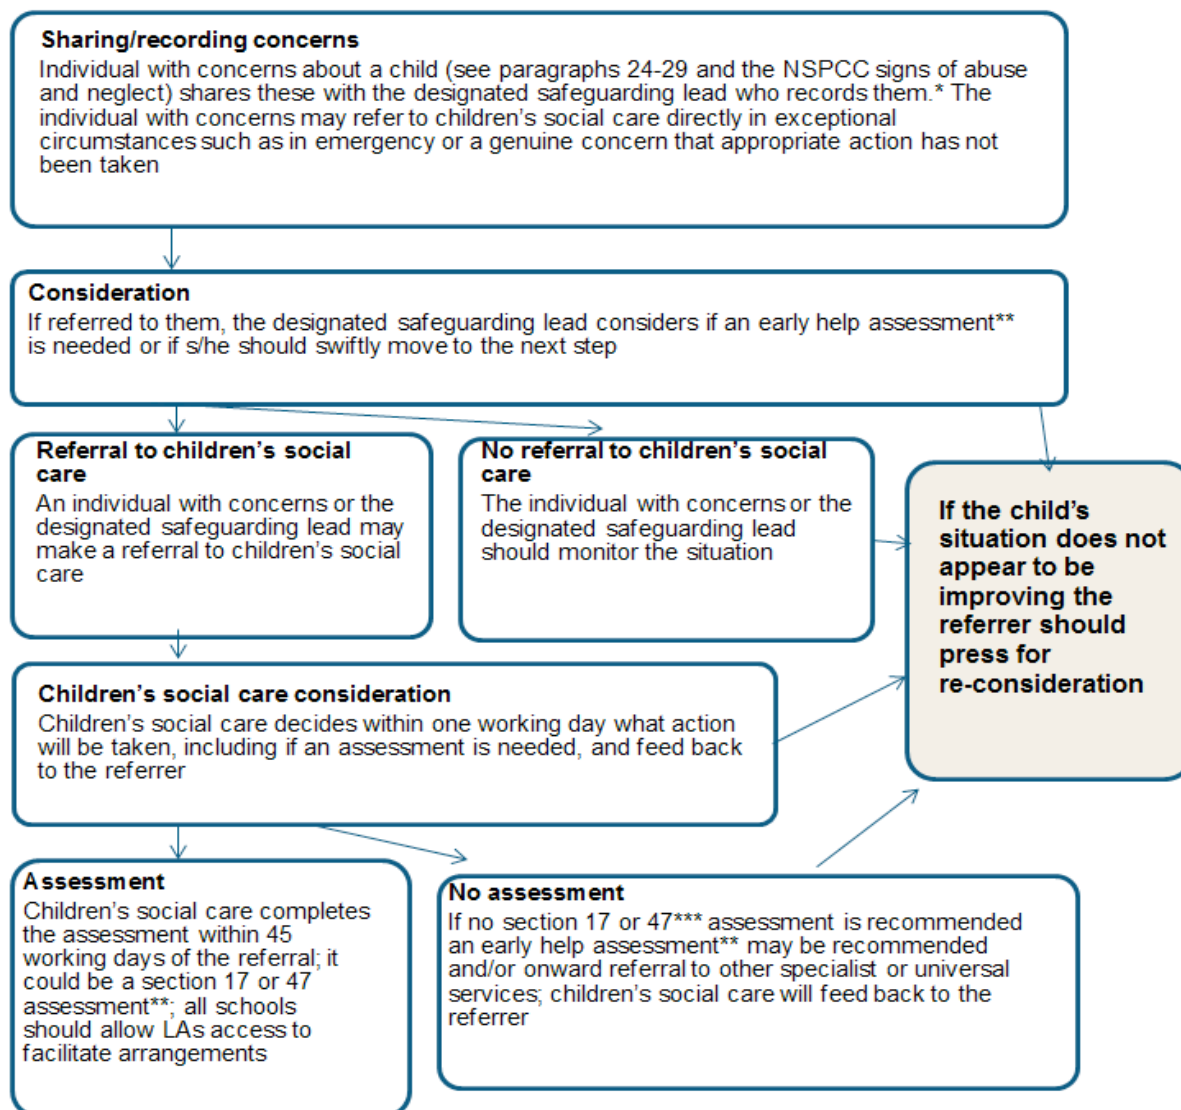 Sharing/recording concerns
Individual with concerns about a child (see paragraphs 24-29 and the NSPCC signs of abuse
and neglect) shares these with the designated safeguarding lead who records them.* The
individual with concerns may refer to children's social care directly in exceptional
circumstances such as in emergency or a genuine concern that appropriate action has not
been taken
Consideration
If referred to them, the designated safeguarding lead considers if an early help assessment**
is needed or if s/he should swiftly move to the next step
Referral to children's social
care
An individual with concerns or the
designated safeguarding lead may
make a referral to children's social
care
No referral to children's social
care
The individual with concerns or the
designated safeguarding lead
should monitor the situation
If the child's
situation does not
appear to be
improving the
referrer should
press for
re-consideration
Children's social care consideration
Children's social care decides within one working day what action
will be taken, including if an assessment is needed, and feed back
to the referrer
Assessment
Children's social care completes
the assessment within 45
working days of the referral; it
could be a section 17 or 47
assessment**; all schools
should allow LAs access to
facilitate arrangements
No assessment
If no section 17 or 47*** assessment is recommended
an early help assessment** may be recommended
and/or onward referral to other specialist or universal
services; children's social care will feed back to the
referrer